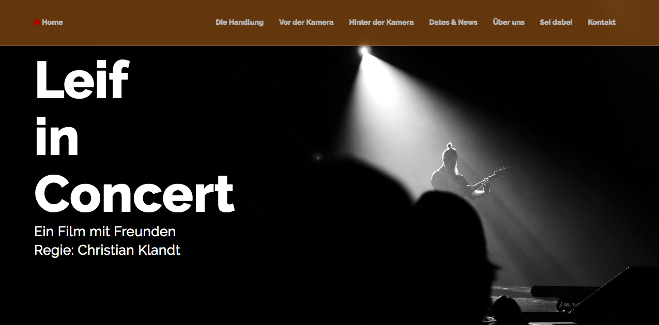 Home Die Handlung Vor der Kamera Hinter der Kamera Dates & News Über uns Sei dabei Kontakt
Leif
in
Concert
Ein Film mit Freunden
Regie: Christian Klandt